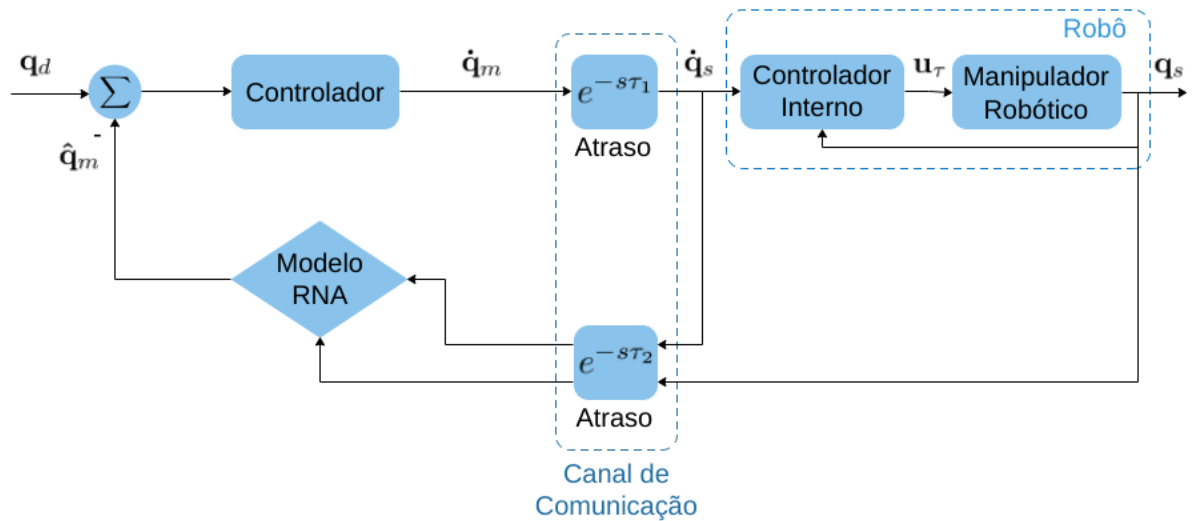 Robô
q_d
Σ
Controlador
q̇_m
e^{-sτ_1}
Atraso
q̇_s
Controlador
Interno
u_τ
Manipulador
Robótico
q_s
-
q̂_m
Modelo
RNA
e^{-sτ_2}
Atraso
Canal de
Comunicação